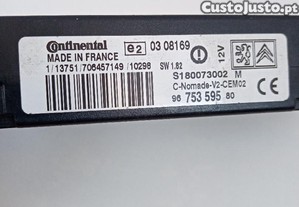 CustoJusto.pt
Continental
MADE IN FRANCE
e2 03 08169
12V
1/13751/706457149/10298 SW 1.82
S180073002 M
C-Nomade-V2-CEM02
96 753 595 80